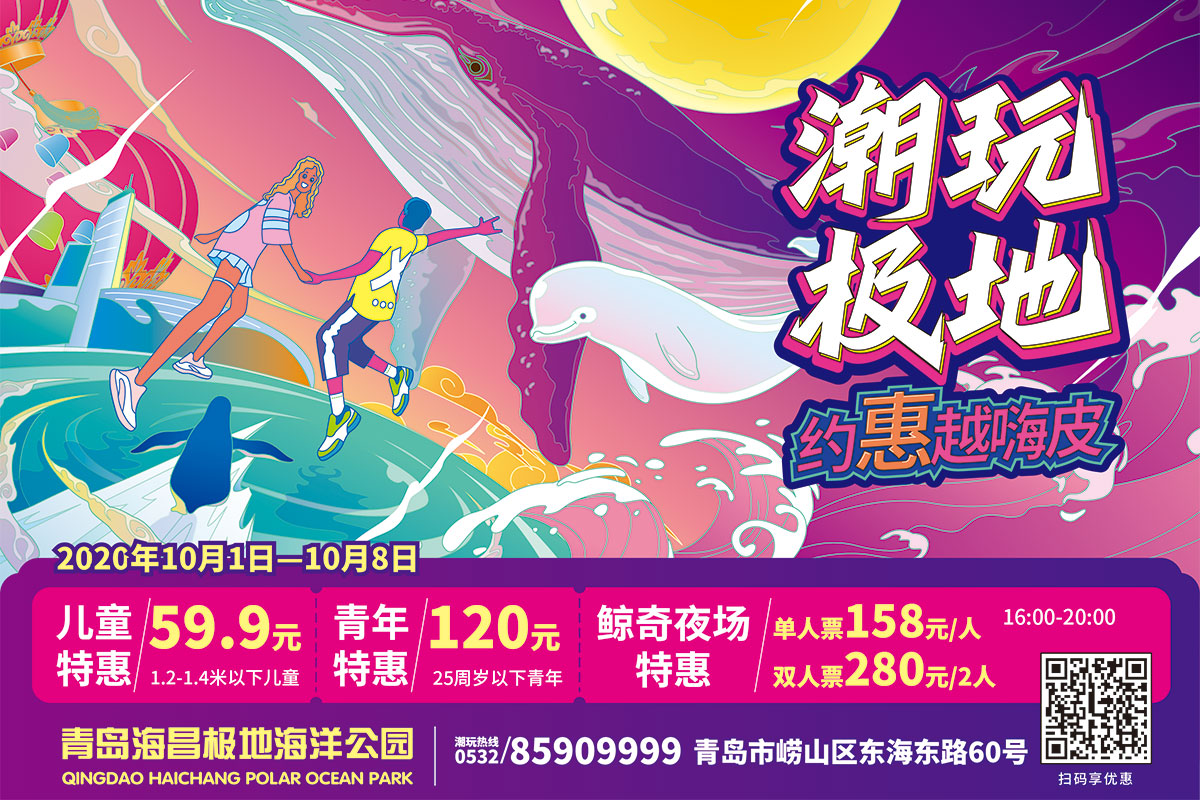 潮玩
极地
约惠越嗨皮
2020年10月1日—10月8日
儿童
特惠
59.9元
1.2-1.4米以下儿童
青年
特惠
120元
25周岁以下青年
鲸奇夜场
特惠
单人票158元/人
双人票280元/2人
16:00-20:00
青岛海昌极地海洋公园
QINGDAO HAICHANG POLAR OCEAN PARK
潮玩热线
0532/85909999
青岛市崂山区东海东路60号
扫码享优惠